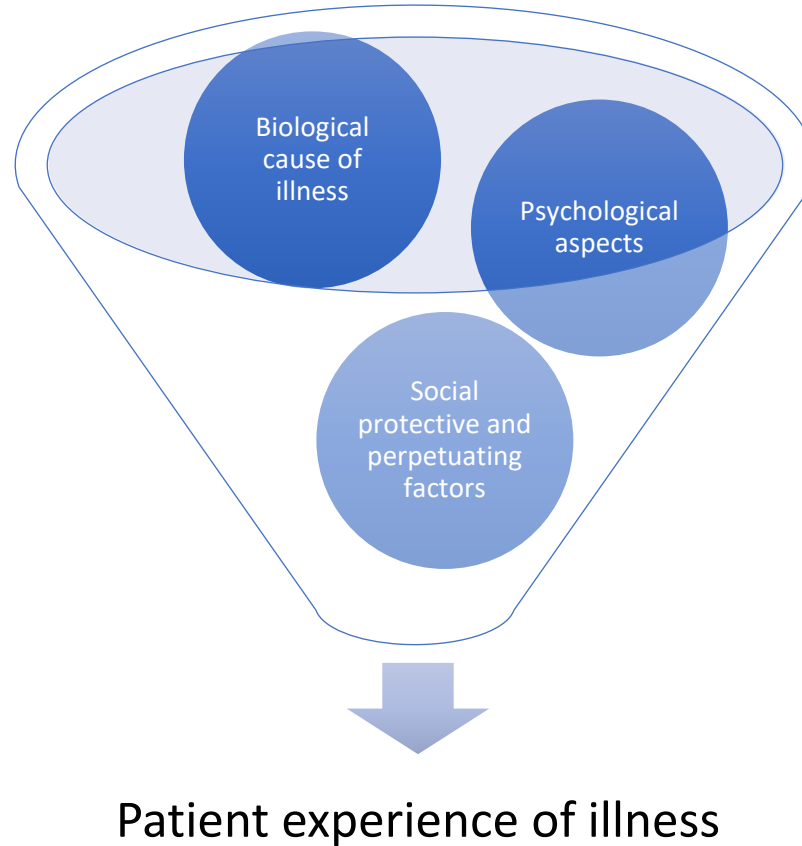 Biological
cause of
illness
Psychological
aspects
Social
protective and
perpetuating
factors
Patient experience of illness